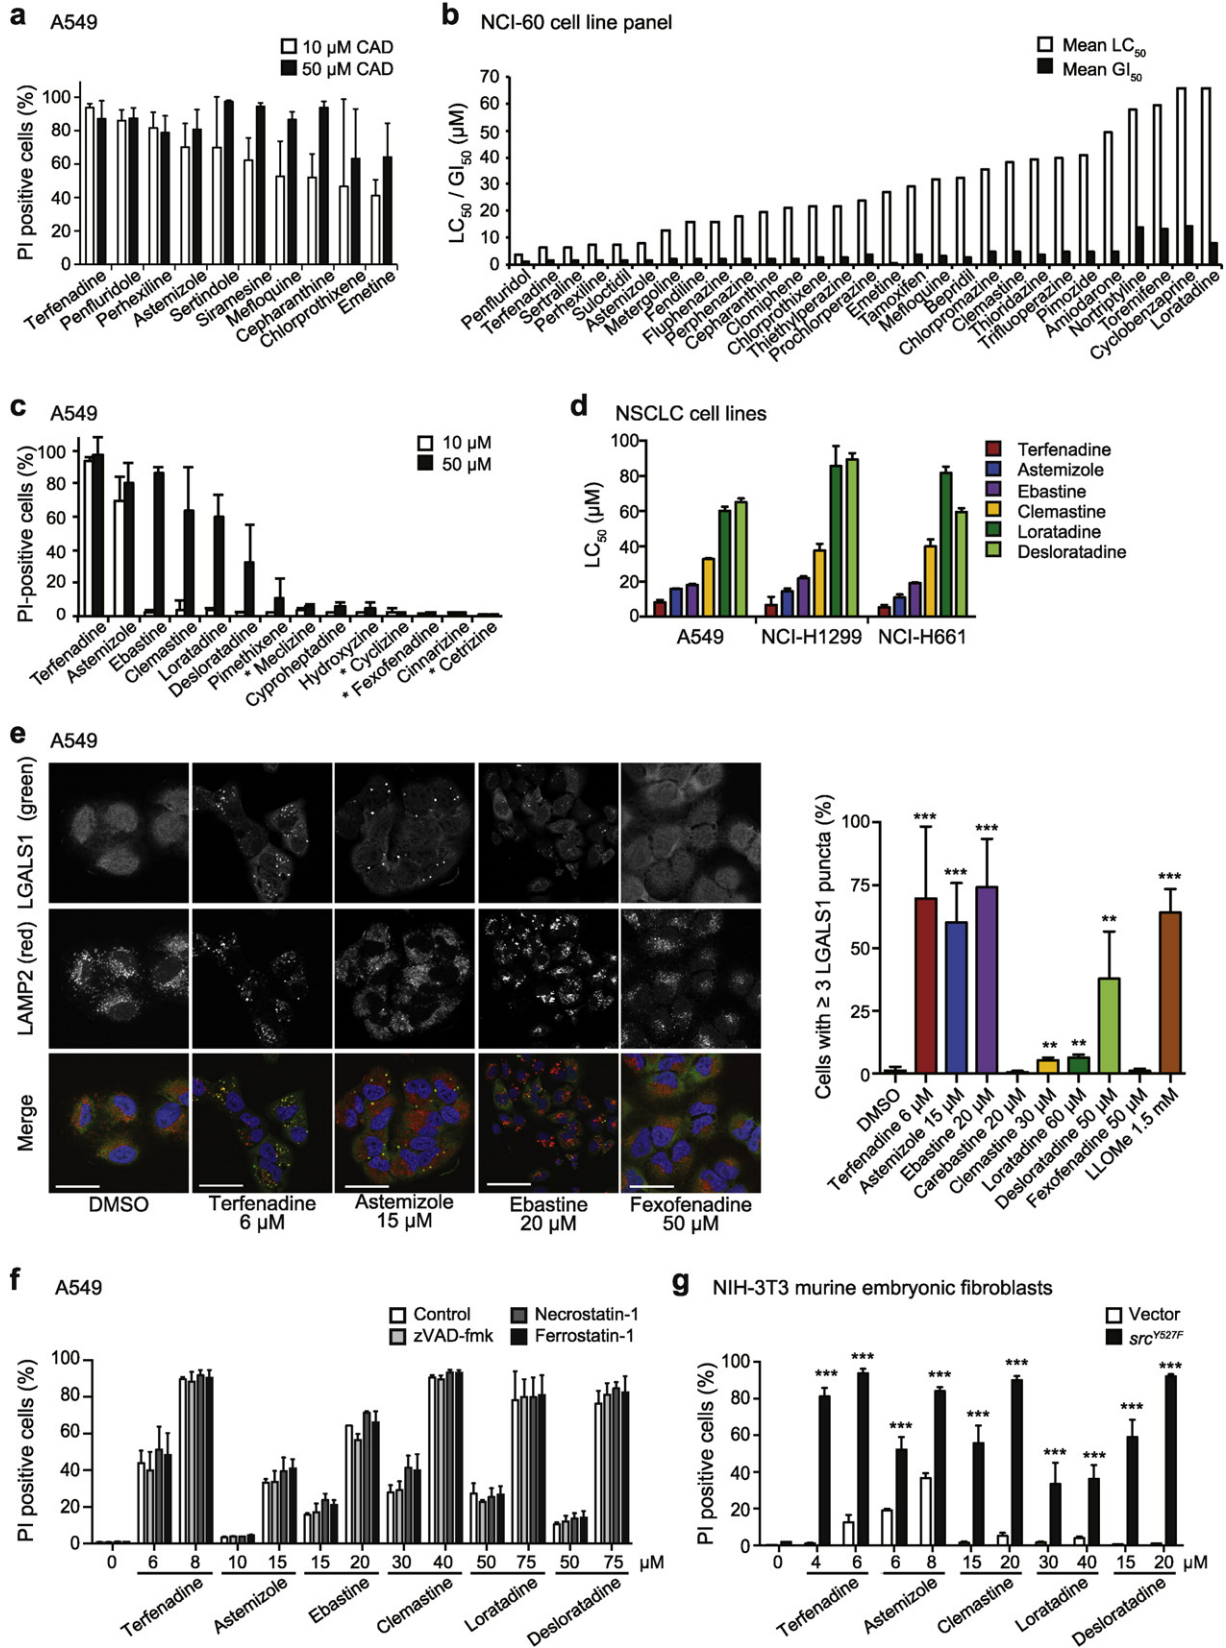 a A549
10 µM CAD
50 µM CAD
PI positive cells (%)
100
80
60
40
20
0
Terfenadine
Penfluridole
Perhexiline
Astemizole
Sertindole
Siramesine
Mefloquine
Cepharanthine
Chlorprothixene
Emetine
b NCI-60 cell line panel
Mean LC50
Mean GI50
LC50 / GI50 (µM)
70
60
50
40
30
20
10
0
Penfluridol
Terfenadine
Sertraline
Perhexiline
Suloctidil
Astemizole
Metergoline
Fendiline
Fluphenazine
Perphenazine
Cepharanthine
Clomiphene
Chlorprothixene
Thiethylperazine
Prochlorperazine
Emetine
Tamoxifen
Mefloquine
Bepridil
Chlorpromazine
Clemastine
Thioridazine
Trifluoperazine
Pimozide
Amiodarone
Nortriptyline
Toremifene
Cyclobenzaprine
Loratadine
c A549
10 µM
50 µM
PI-positive cells (%)
100
80
60
40
20
0
Terfenadine
Astemizole
Ebastine
Clemastine
Loratadine
Desloratadine
Pimethixene
* Meclizine
Cyproheptadine
Hydroxyzine
* Cyclizine
* Fexofenadine
Cinnarizine
* Cetrizine
d NSCLC cell lines
LC50 (µM)
100
80
60
40
20
0
A549 NCI-H1299 NCI-H661
Terfenadine
Astemizole
Ebastine
Clemastine
Loratadine
Desloratadine
e A549
LGALS1 (green)
LAMP2 (red)
Merge
DMSO Terfenadine Astemizole Ebastine Fexofenadine
6 µM 15 µM 20 µM 50 µM
Cells with ≥ 3 LGALS1 puncta (%)
100
75
50
25
0
*** *** *** ** ** ** ***
DMSO
Terfenadine 6 µM
Astemizole 15 µM
Ebastine 20 µM
Carebastine 20 µM
Clemastine 30 µM
Loratadine 60 µM
Desloratadine 50 µM
Fexofenadine 50 µM
LLOMe 1.5 mM
f A549
Control Necrostatin-1
zVAD-fmk Ferrostatin-1
PI positive cells (%)
100
80
60
40
20
0
0 6 8 10 15 15 20 30 40 50 75 50 75 µM
Terfenadine
Astemizole
Ebastine
Clemastine
Loratadine
Desloratadine
g NIH-3T3 murine embryonic fibroblasts
Vector
srcY527F
PI positive cells (%)
100
80
60
40
20
0
*** *** *** *** *** *** *** *** *** ***
0 4 6 6 8 15 20 30 40 15 20 µM
Terfenadine
Astemizole
Clemastine
Loratadine
Desloratadine